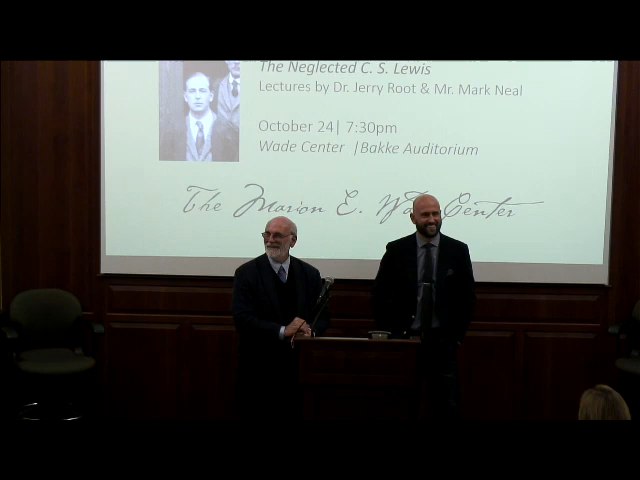 The Neglected C. S. Lewis
Lectures by Dr. Jerry Root & Mr. Mark Neal
October 24| 7:30pm
Wade Center |Bakke Auditorium
The Marion E. Center